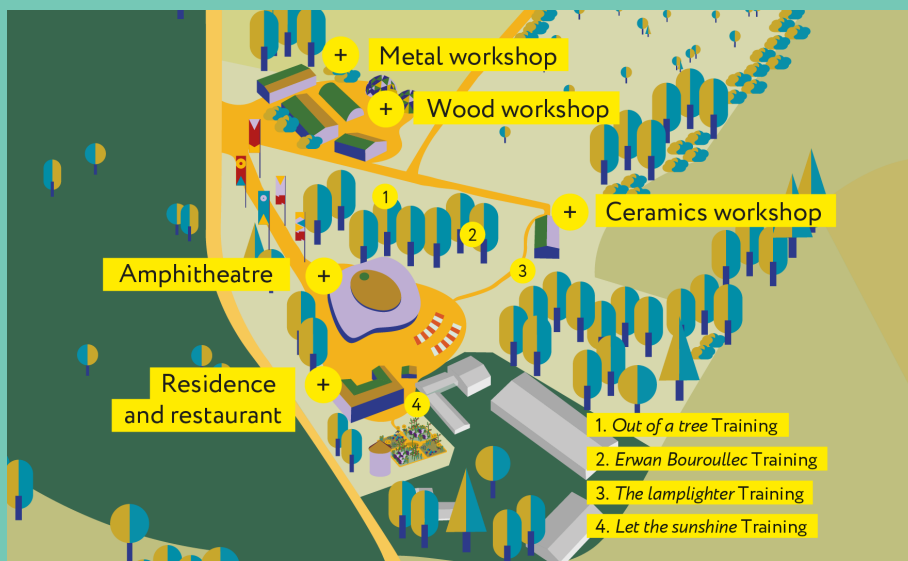 + Metal workshop
+ Wood workshop
1
2
+ Ceramics workshop
3
Amphitheatre +
Residence +
and restaurant
4
1. Out of a tree Training
2. Erwan Bouroullec Training
3. The lamplighter Training
4. Let the sunshine Training